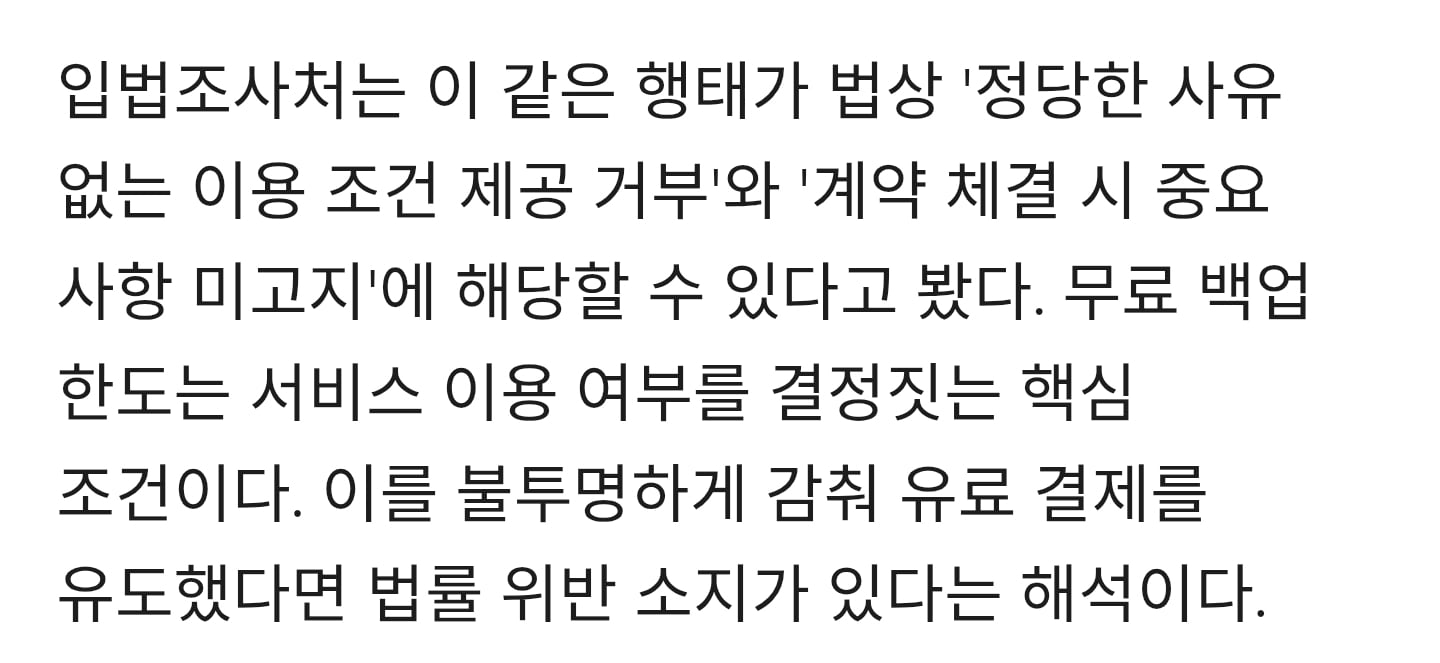 입법조사처는 이 같은 행태가 법상 '정당한 사유
없는 이용 조건 제공 거부'와 '계약 체결 시 중요
사항 미고지'에 해당할 수 있다고 봤다. 무료 백업
한도는 서비스 이용 여부를 결정짓는 핵심
조건이다. 이를 불투명하게 감춰 유료 결제를
유도했다면 법률 위반 소지가 있다는 해석이다.